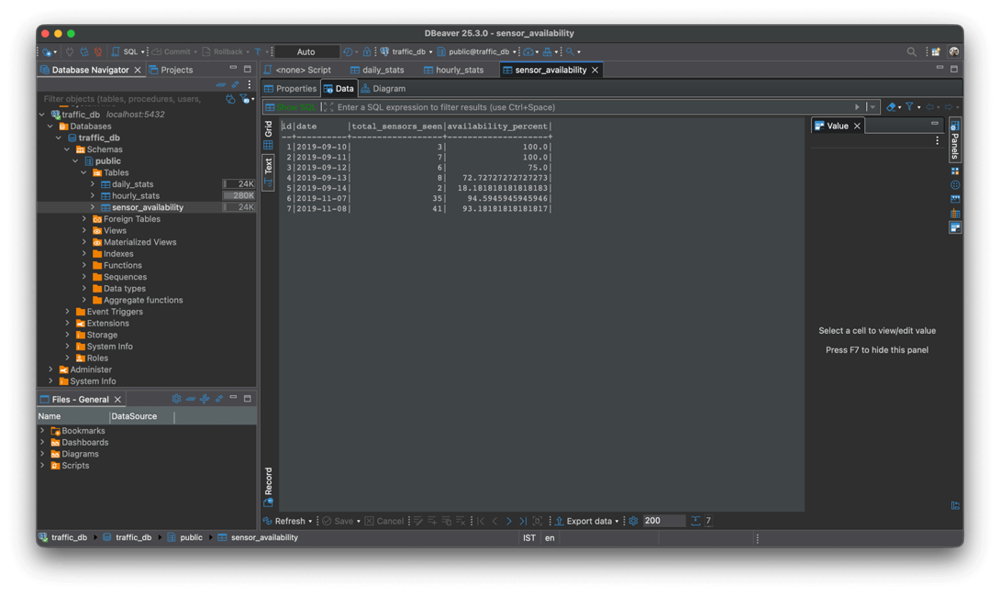 DBeaver 25.3.0 - sensor_availability
SQL Commit Rollback T Auto traffic_db public@traffic_db
Database Navigator Projects
<none> Script daily_stats hourly_stats sensor_availability
Properties Data Diagram
Filter objects (tables, procedures, users,
Show SQL Enter a SQL expression to filter results (use Ctrl+Space)
traffic_db localhost:5432
Databases
traffic_db
Schemas
public
Tables
daily_stats 24K
hourly_stats 280K
sensor_availability 24K
Foreign Tables
Views
Materialized Views
Indexes
Functions
Sequences
Data types
Aggregate functions
Event Triggers
Extensions
Storage
System Info
Roles
Administer
System Info
Grid
Text
Record
id|date |total_sensors_seen|availability_percent|
--+----------+------------------+--------------------+
1|2019-09-10| 3| 100.0|
2|2019-09-11| 7| 100.0|
3|2019-09-12| 6| 75.0|
4|2019-09-13| 8| 72.72727272727273|
5|2019-09-14| 2|18.181818181818183|
6|2019-11-07| 35| 94.5945945945946|
7|2019-11-08| 41| 93.18181818181817|
Value
Panels
Select a cell to view/edit value
Press F7 to hide this panel
Files - General
Name DataSource
Bookmarks
Dashboards
Diagrams
Scripts
Refresh Save Cancel Export data 200 7
traffic_db traffic_db public sensor_availability IST en